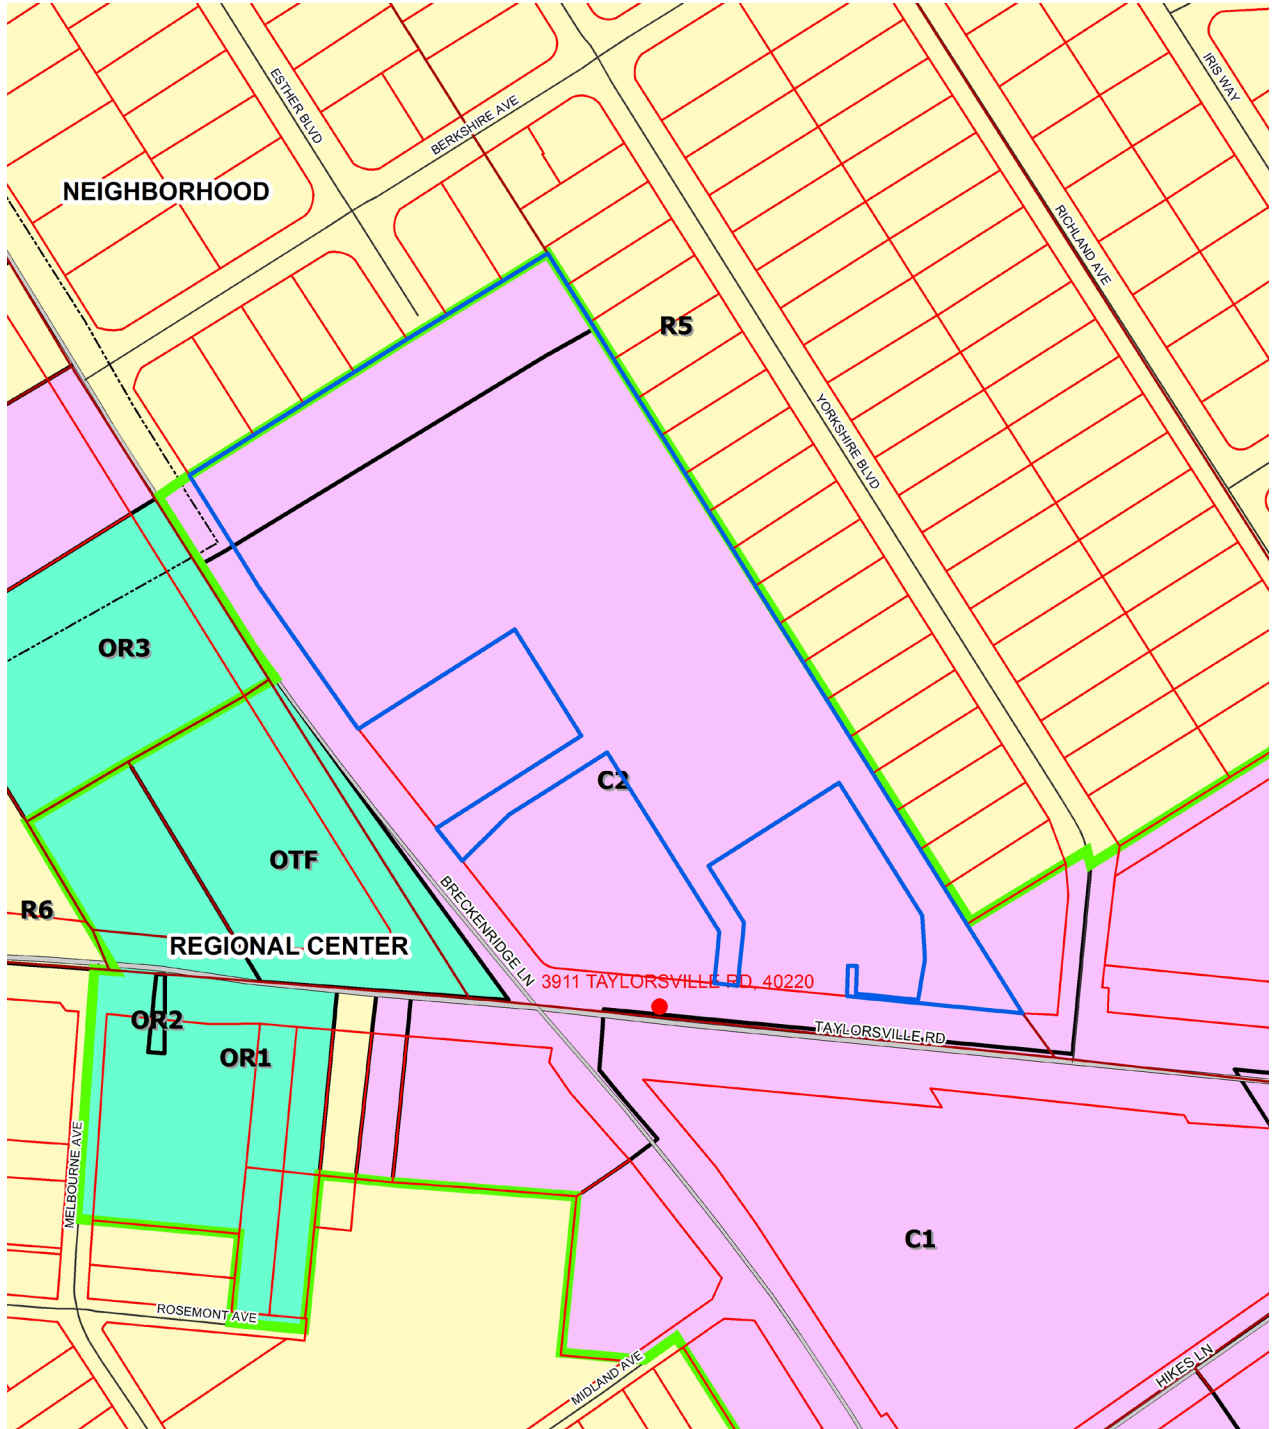 IRIS WAY
ESTHER BLVD
BERKSHIRE AVE
NEIGHBORHOOD
RICHLAND AVE
R5
YORKSHIRE BLVD
OR3
C2
OTF
R6
BRECKENRIDGE LN
REGIONAL CENTER
3911 TAYLORSVILLE RD, 40220
OR2
TAYLORSVILLE RD
OR1
MELBOURNE AVE
C1
ROSEMONT AVE
MIDLAND AVE
HIKES LN